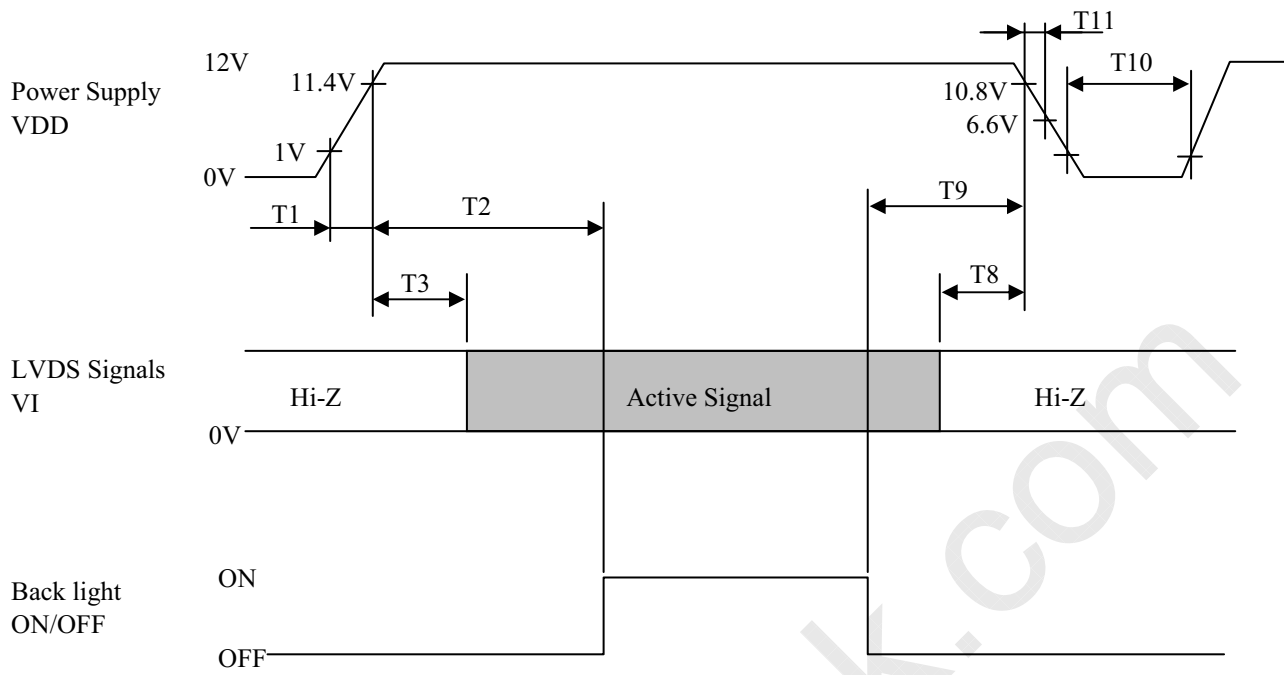 T11
12V
T10
11.4V
10.8V
Power Supply
VDD
6.6V
1V
0V
T9
T1
T2
T3
T8
LVDS Signals
VI
Hi-Z
Active Signal
Hi-Z
0V
ON
Back light
ON/OFF
OFF
k.com